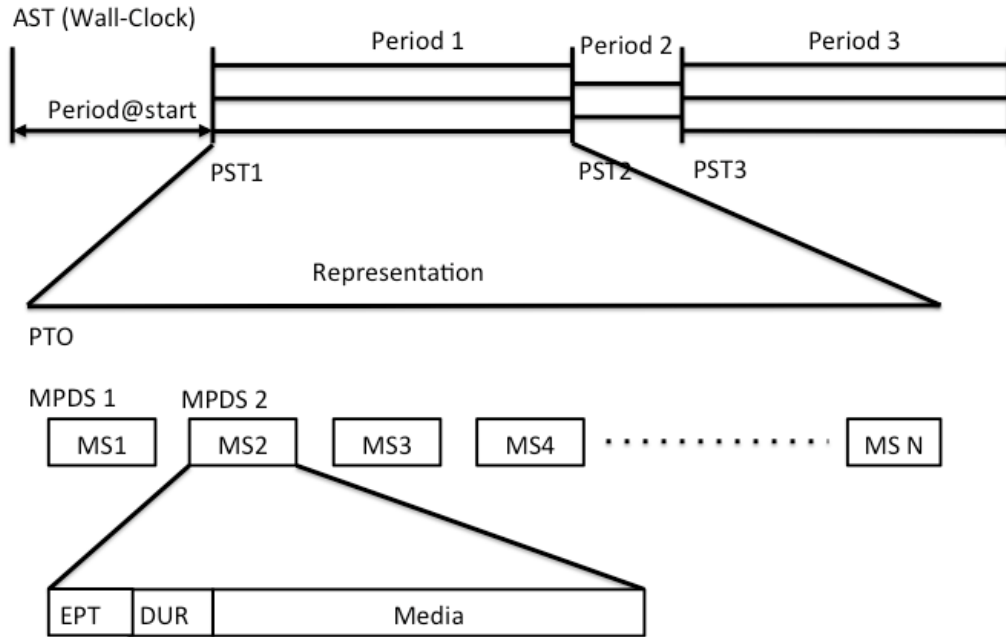 AST (Wall-Clock)
Period 1
Period 2
Period 3
Period@start
PST1
PST2
PST3
Representation
PTO
MPDS 1
MPDS 2
MS1
MS2
MS3
MS4
MS N
EPT
DUR
Media